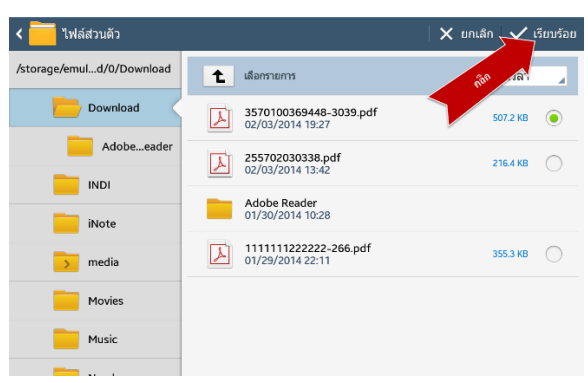 ไฟล์ส่วนตัว
ยกเลิก
เรียบร้อย
/storage/emul...d/0/Download
Download
Adobe...eader
INDI
iNote
media
Movies
Music
เลือกรายการ
คลิก
3570100369448-3039.pdf
02/03/2014 19:27
507.2 KB
255702030338.pdf
02/03/2014 13:42
216.4 KB
Adobe Reader
01/30/2014 10:28
1111111222222-266.pdf
01/29/2014 22:11
355.3 KB